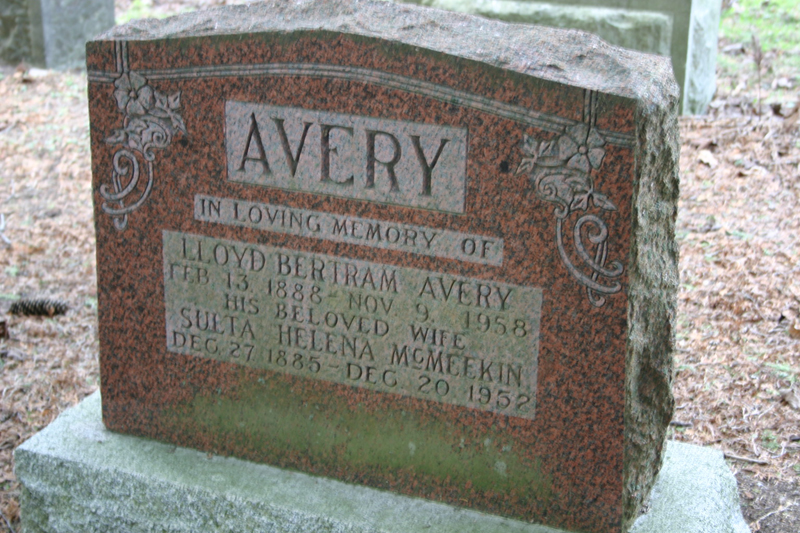 AVERY
IN LOVING MEMORY OF
LLOYD BERTRAM AVERY
FEB. 13. 1888 - NOV. 9. 1958
HIS BELOVED WIFE
SUETA HELENA McMEEKIN
DEC. 27 1885 - DEC. 20. 1952